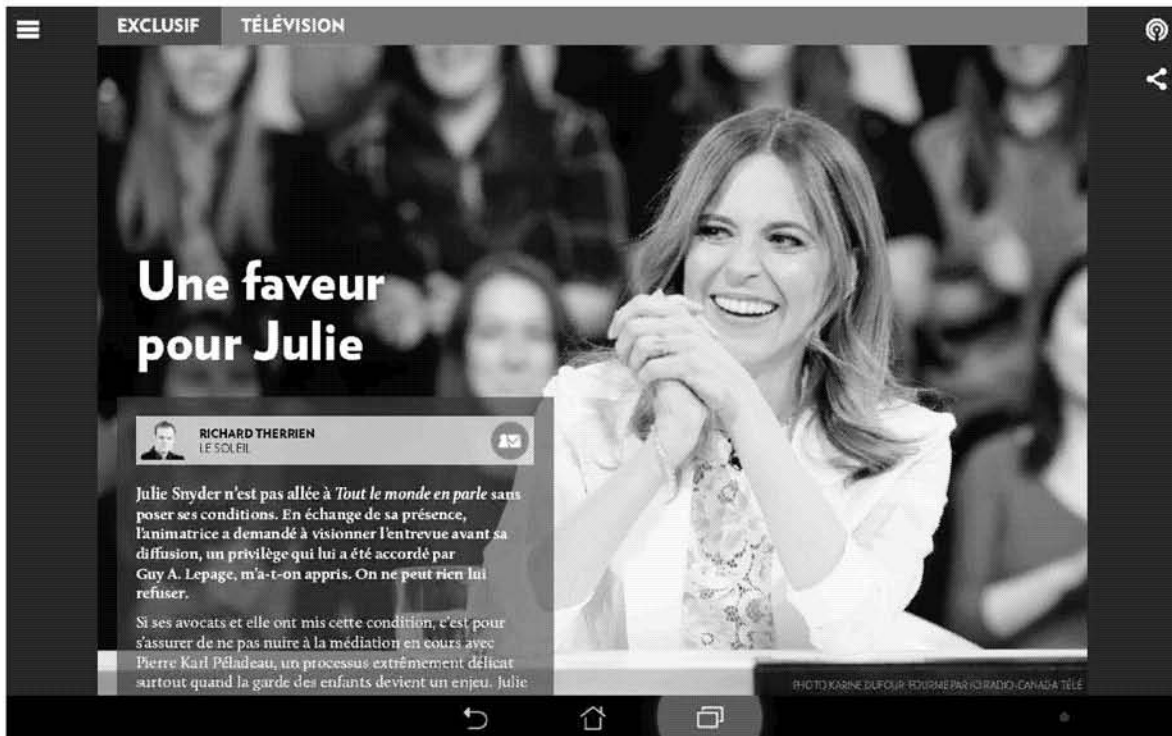 EXCLUSIF TÉLÉVISION
Une faveur
pour Julie
RICHARD THERRIEN
LE SOLEIL
Julie Snyder n'est pas allée à Tout le monde en parle sans
poser ses conditions. En échange de sa présence,
l'animatrice a demandé à visionner l'entrevue avant sa
diffusion, un privilège qui lui a été accordé par
Guy A. Lepage, m'a-t-on appris. On ne peut rien lui
refuser.
Si ses avocats et elle ont mis cette condition, c'est pour
s'assurer de ne pas nuire à la médiation en cours avec
Pierre Karl Péladeau, un processus extrêmement délicat
surtout quand la garde des enfants devient un enjeu. Julie
PHOTO KARINE DUFOUR, FOURNIE PAR ICI RADIO-CANADA TÉLÉ